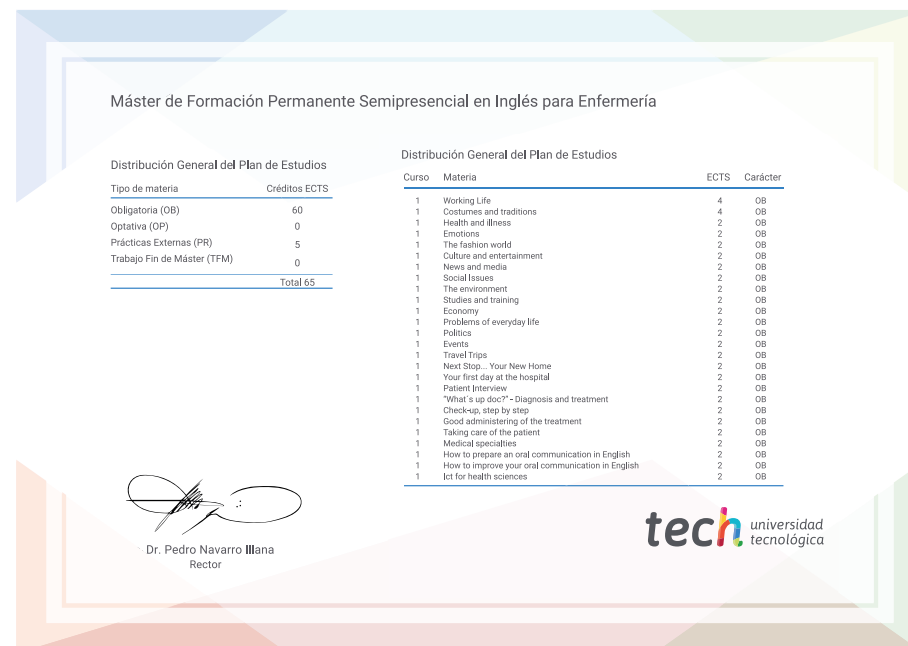 Máster de Formación Permanente Semipresencial en Inglés para Enfermería
Distribución General del Plan de Estudios
Tipo de materia Créditos ECTS
Obligatoria (OB) 60
Optativa (OP) 0
Prácticas Externas (PR) 5
Trabajo Fin de Máster (TFM) 0
Total 65
Distribución General del Plan de Estudios
Curso Materia ECTS Carácter
1 Working Life 4 OB
1 Costumes and traditions 4 OB
1 Health and illness 2 OB
1 Emotions 2 OB
1 The fashion world 2 OB
1 Culture and entertainment 2 OB
1 News and media 2 OB
1 Social Issues 2 OB
1 The environment 2 OB
1 Studies and training 2 OB
1 Economy 2 OB
1 Problems of everyday life 2 OB
1 Politics 2 OB
1 Events 2 OB
1 Travel Trips 2 OB
1 Next Stop... Your New Home 2 OB
1 Your first day at the hospital 2 OB
1 Patient Interview 2 OB
1 "What´s up doc?" - Diagnosis and treatment 2 OB
1 Check-up, step by step 2 OB
1 Good administering of the treatment 2 OB
1 Taking care of the patient 2 OB
1 Medical specialties 2 OB
1 How to prepare an oral communication in English 2 OB
1 How to improve your oral communication in English 2 OB
1 Ict for health sciences 2 OB
Dr. Pedro Navarro Illana
Rector
tech universidad
tecnológica